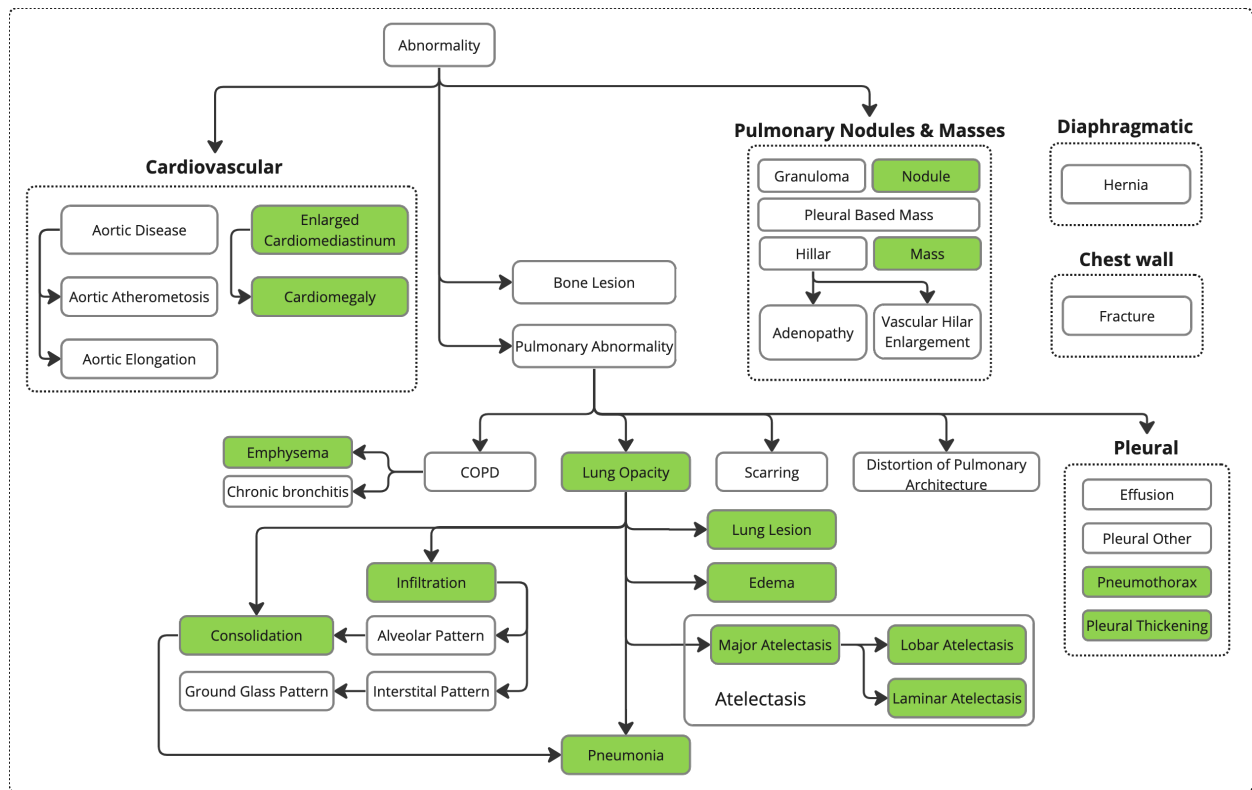 Abnormality
Pulmonary Nodules & Masses
Diaphragmatic
Cardiovascular
Granuloma
Nodule
Hernia
Pleural Based Mass
Aortic Disease
Enlarged
Cardiomediastinum
Hillar
Mass
Chest wall
Bone Lesion
Aortic Atherometosis
Cardiomegaly
Fracture
Adenopathy
Vascular Hilar
Enlargement
Pulmonary Abnormality
Aortic Elongation
Pleural
Emphysema
COPD
Lung Opacity
Scarring
Distortion of Pulmonary
Architecture
Chronic bronchitis
Effusion
Lung Lesion
Pleural Other
Infiltration
Edema
Pneumothorax
Consolidation
Alveolar Pattern
Major Atelectasis
Lobar Atelectasis
Pleural Thickening
Ground Glass Pattern
Interstital Pattern
Atelectasis
Laminar Atelectasis
Pneumonia